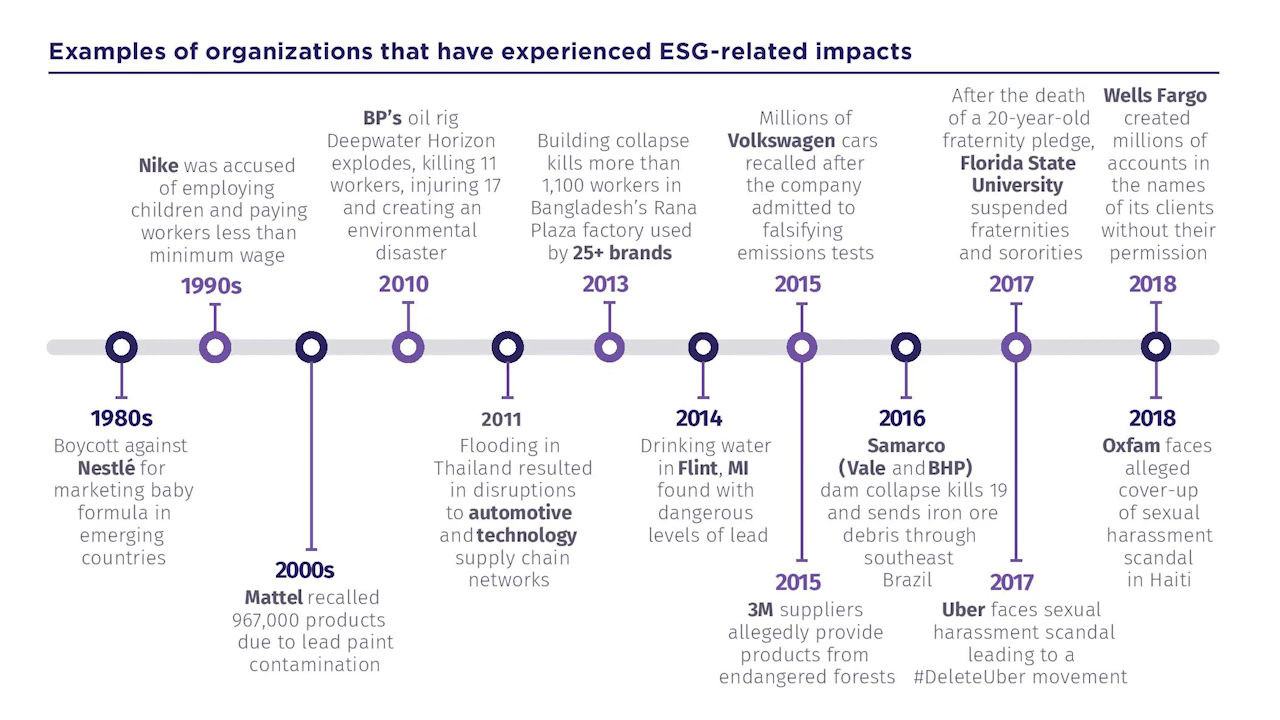 Examples of organizations that have experienced ESG-related impacts
Nike was accused
of employing
children and paying
workers less than
minimum wage
1990s
BP’s oil rig
Deepwater Horizon
explodes, killing 11
workers, injuring 17
and creating an
environmental
disaster
2010
Building collapse
kills more than
1,100 workers in
Bangladesh’s Rana
Plaza factory used
by 25+ brands
2013
Millions of
Volkswagen cars
recalled after
the company
admitted to
falsifying
emissions tests
2015
After the death
of a 20-year-old
fraternity pledge,
Florida State
University
suspended
fraternities
and sororities
2017
Wells Fargo
created
millions of
accounts in
the names
of its clients
without their
permission
2018
1980s
Boycott against
Nestlé for
marketing baby
formula in
emerging
countries
2000s
Mattel recalled
967,000 products
due to lead paint
contamination
2011
Flooding in
Thailand resulted
in disruptions
to automotive
and technology
supply chain
networks
2014
Drinking water
in Flint, MI
found with
dangerous
levels of lead
2015
3M suppliers
allegedly provide
products from
endangered forests
2016
Samarco
(Vale and BHP)
dam collapse kills 19
and sends iron ore
debris through
southeast
Brazil
2017
Uber faces sexual
harassment scandal
leading to a
#DeleteUber movement
2018
Oxfam faces
alleged
cover-up
of sexual
harassment
scandal
in Haiti